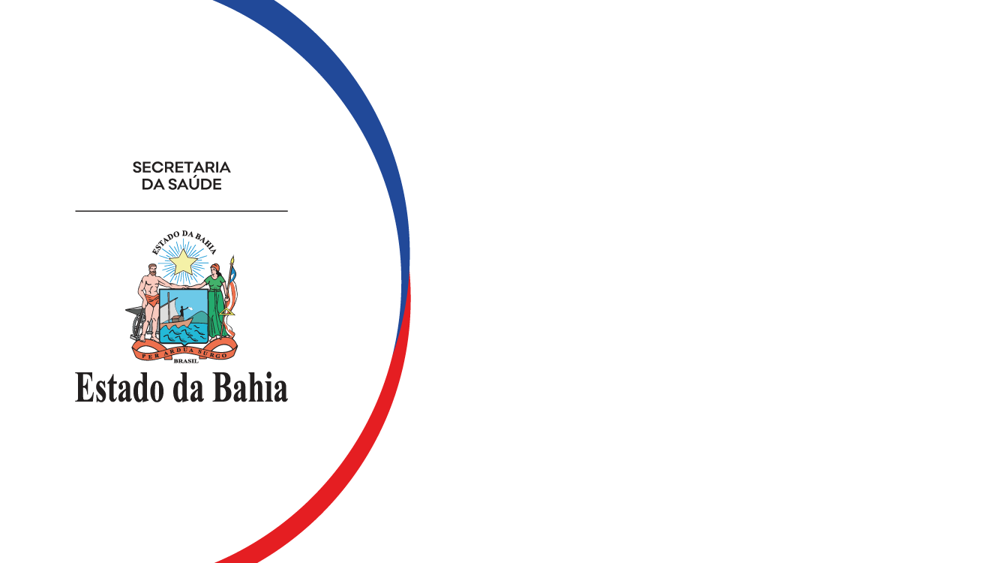 SECRETARIA
DA SAÚDE
ESTADO DA BAHIA
PER ARDUA SURGO
BRASIL
Estado da Bahia